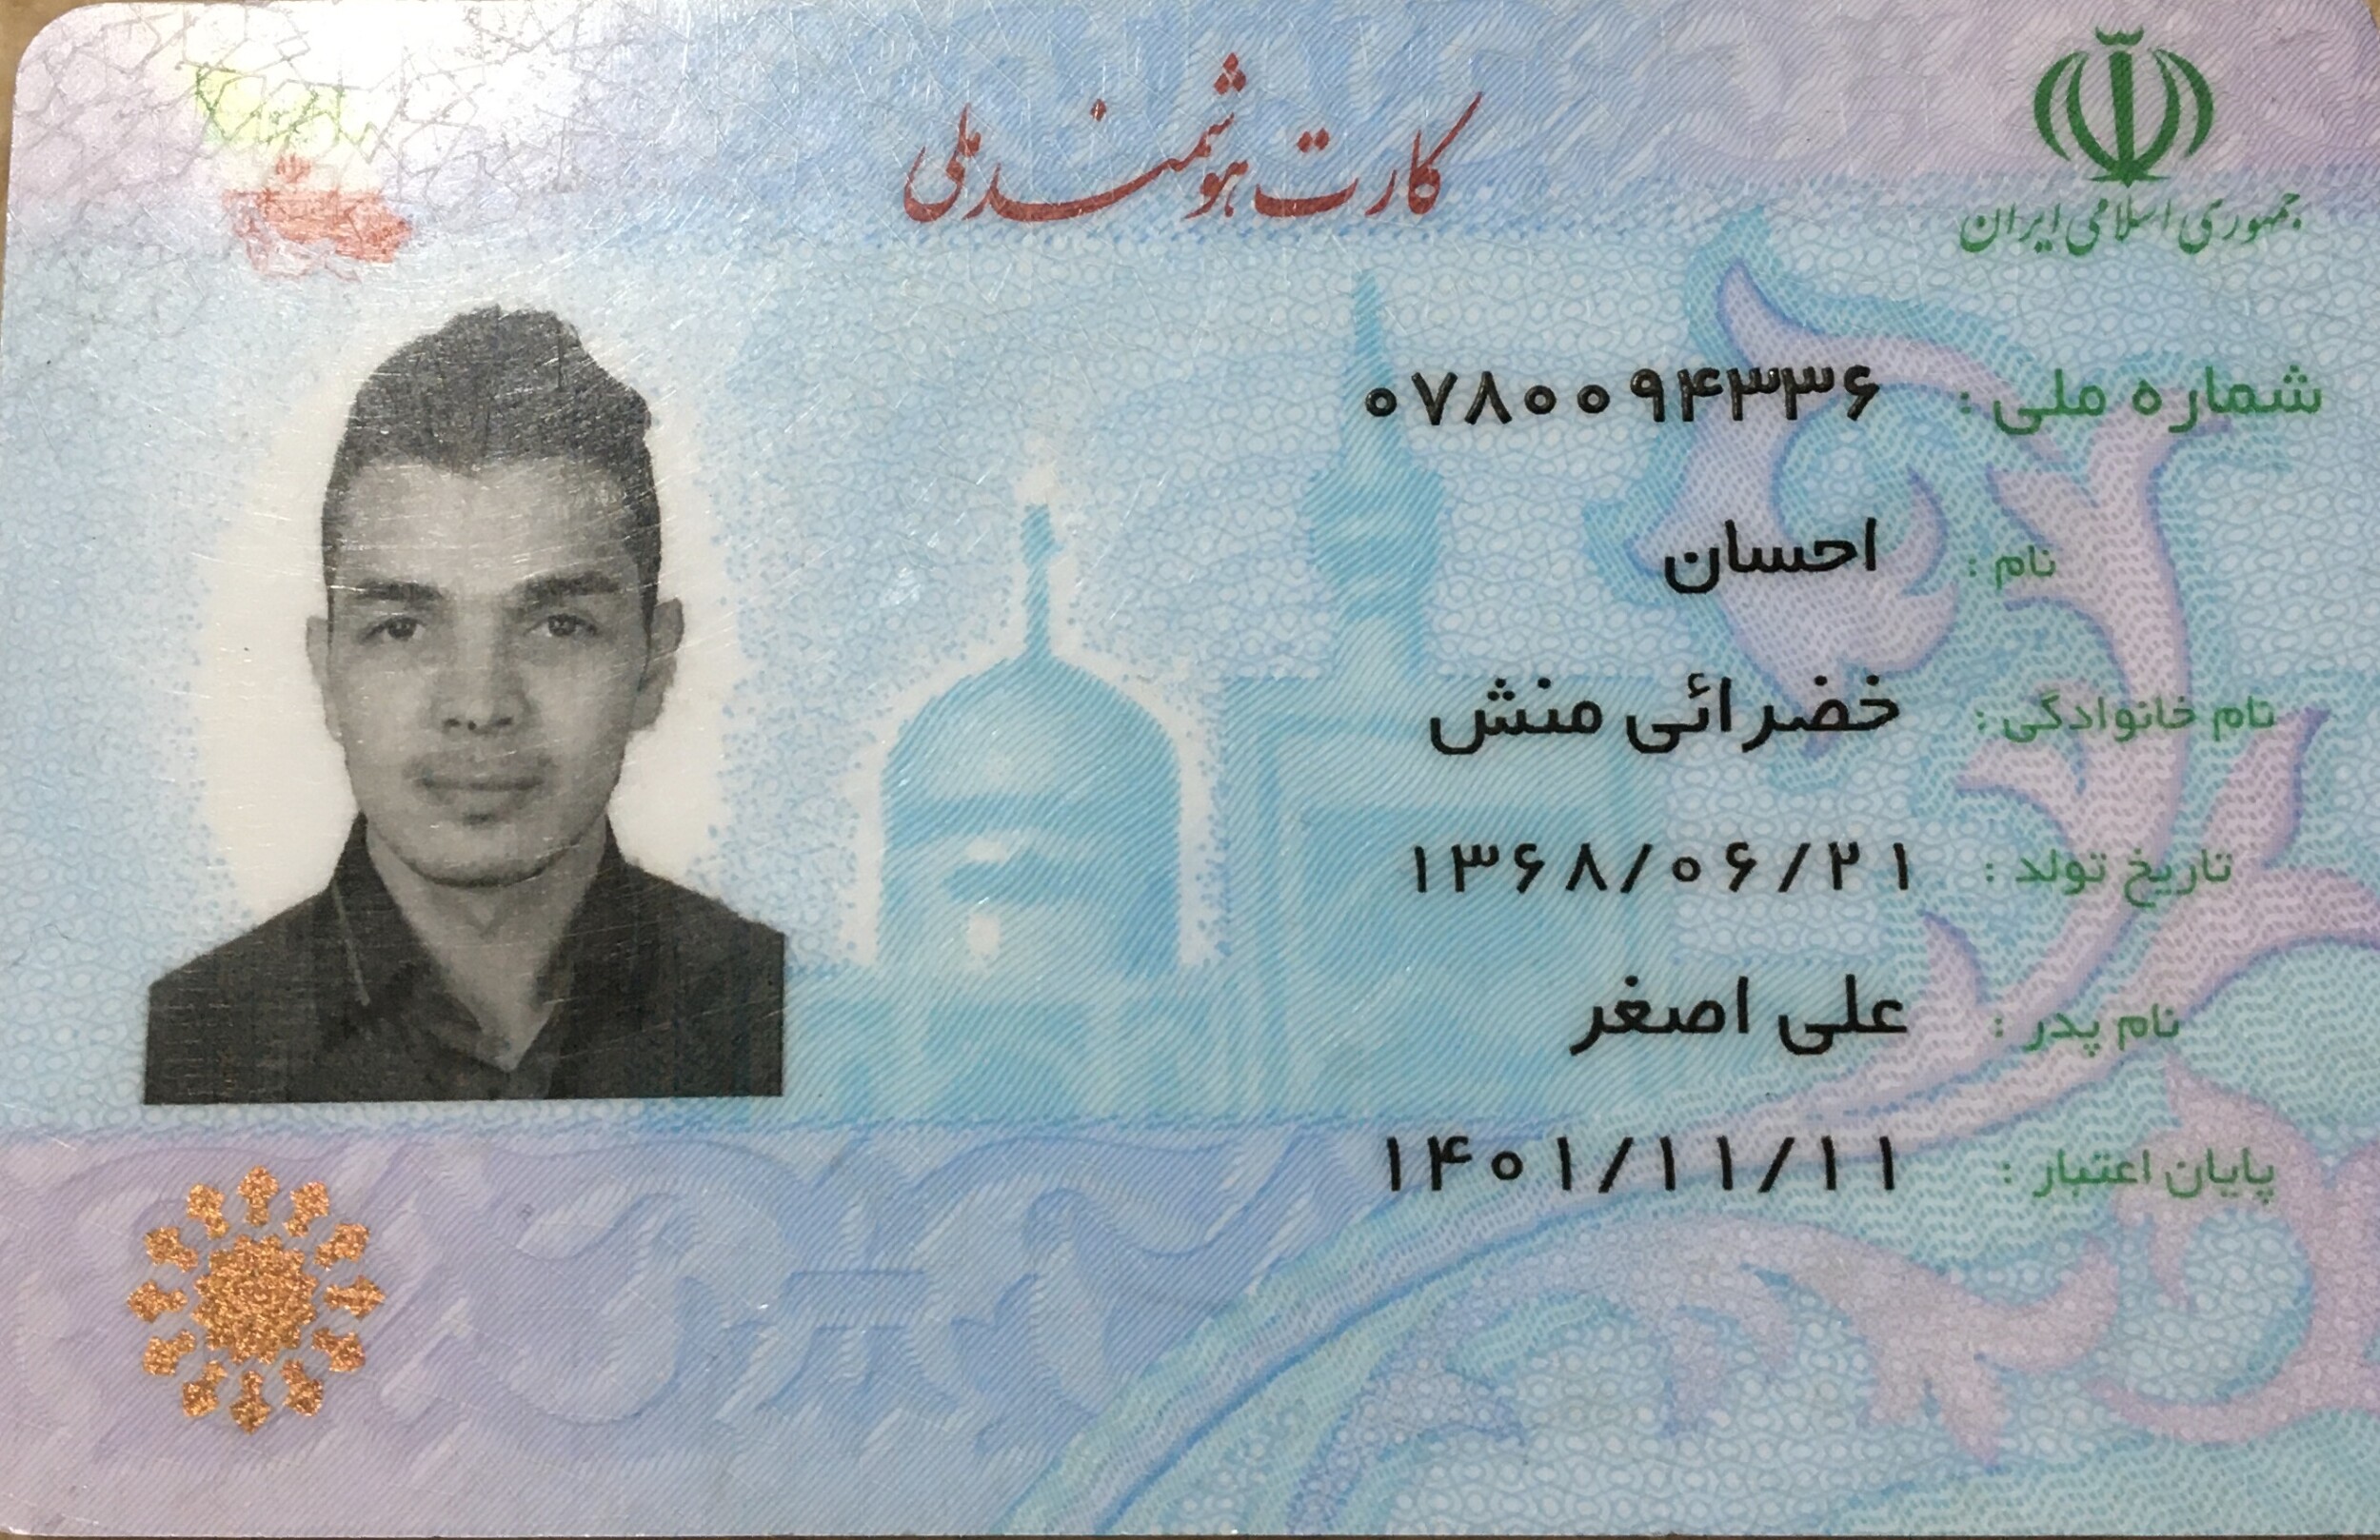 کارت هوشمند ملی
جمهوری اسلامی ایران
شماره ملی : ۰۷۸۰۰۹۴۳۳۶
نام : احسان
نام خانوادگی : خضرائی منش
تاریخ تولد : ۱۳۶۸/۰۶/۲۱
نام پدر : علی اصغر
پایان اعتبار : ۱۴۰۱/۱۱/۱۱